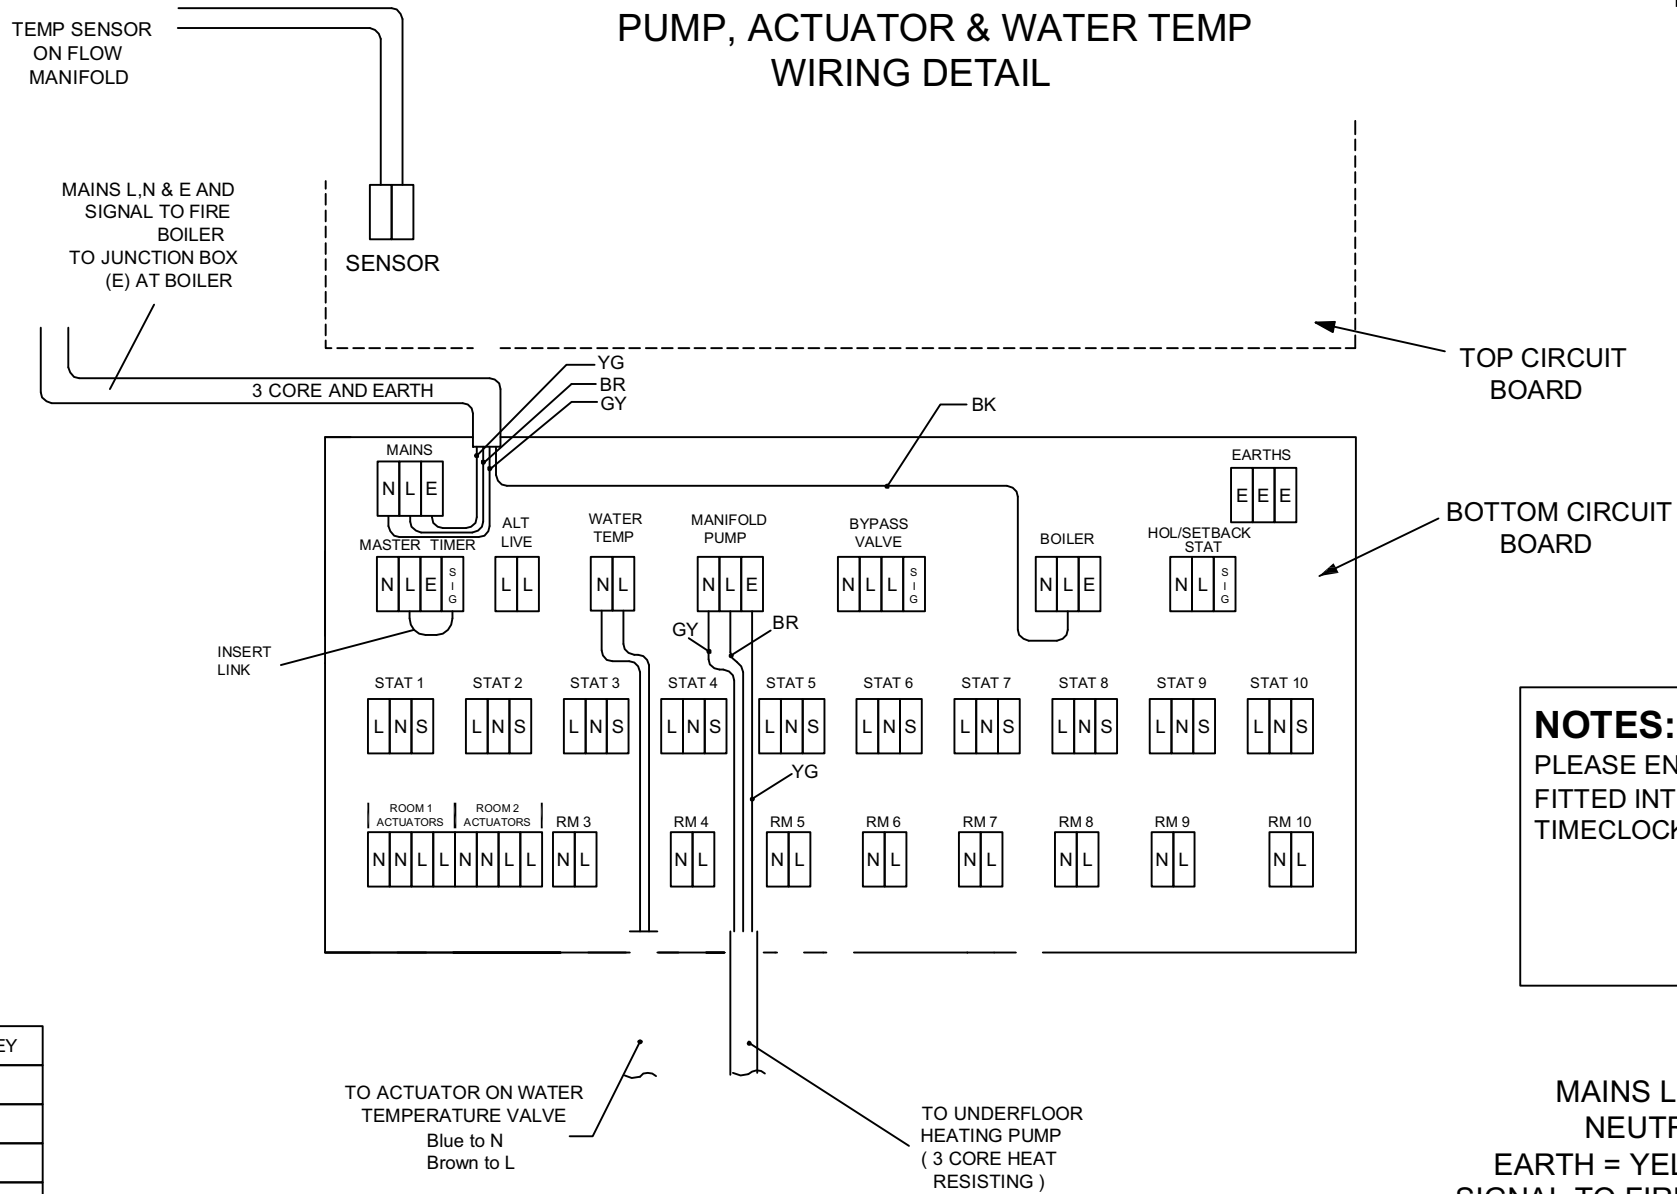 PUMP, ACTUATOR & WATER TEMP
WIRING DETAIL
TEMP SENSOR
ON FLOW
MANIFOLD
MAINS L,N & E AND
SIGNAL TO FIRE
BOILER
TO JUNCTION BOX
(E) AT BOILER
SENSOR
TOP CIRCUIT
BOARD
3 CORE AND EARTH
YG
BR
GY
BK
MAINS
N L E
EARTHS
E E E
BOTTOM CIRCUIT
BOARD
MASTER TIMER
N L E SIG
ALT
LIVE
L L
WATER
TEMP
N L
MANIFOLD
PUMP
N L E
BYPASS
VALVE
N L L SIG
BOILER
N L E
HOL/SETBACK
STAT
N L SIG
INSERT
LINK
GY
BR
STAT 1
L N S
STAT 2
L N S
STAT 3
L N S
STAT 4
L N S
STAT 5
L N S
STAT 6
L N S
STAT 7
L N S
STAT 8
L N S
STAT 9
L N S
STAT 10
L N S
YG
ROOM 1
ACTUATORS
N N L L
ROOM 2
ACTUATORS
N N L L
RM 3
N L
RM 4
N L
RM 5
N L
RM 6
N L
RM 7
N L
RM 8
N L
RM 9
N L
RM 10
N L
NOTES:
PLEASE EN
FITTED INT
TIMECLOCK
EY
TO ACTUATOR ON WATER
TEMPERATURE VALVE
Blue to N
Brown to L
TO UNDERFLOOR
HEATING PUMP
( 3 CORE HEAT
RESISTING )
MAINS L
NEUTR
EARTH = YEL
SIGNAL TO FIR